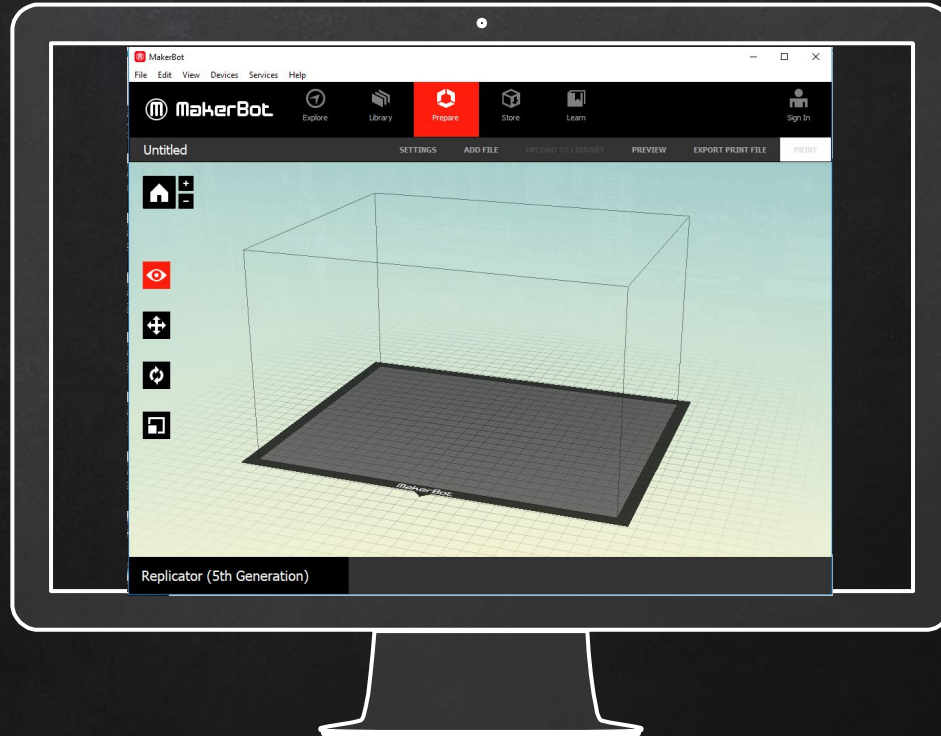 MakerBot
File Edit View Devices Services Help
MakerBot
Explore Library Prepare Store Learn Sign In
Untitled SETTINGS ADD FILE UPLOAD TO LIBRARY PREVIEW EXPORT PRINT FILE PRINT
+
-
MakerBot
Replicator (5th Generation)